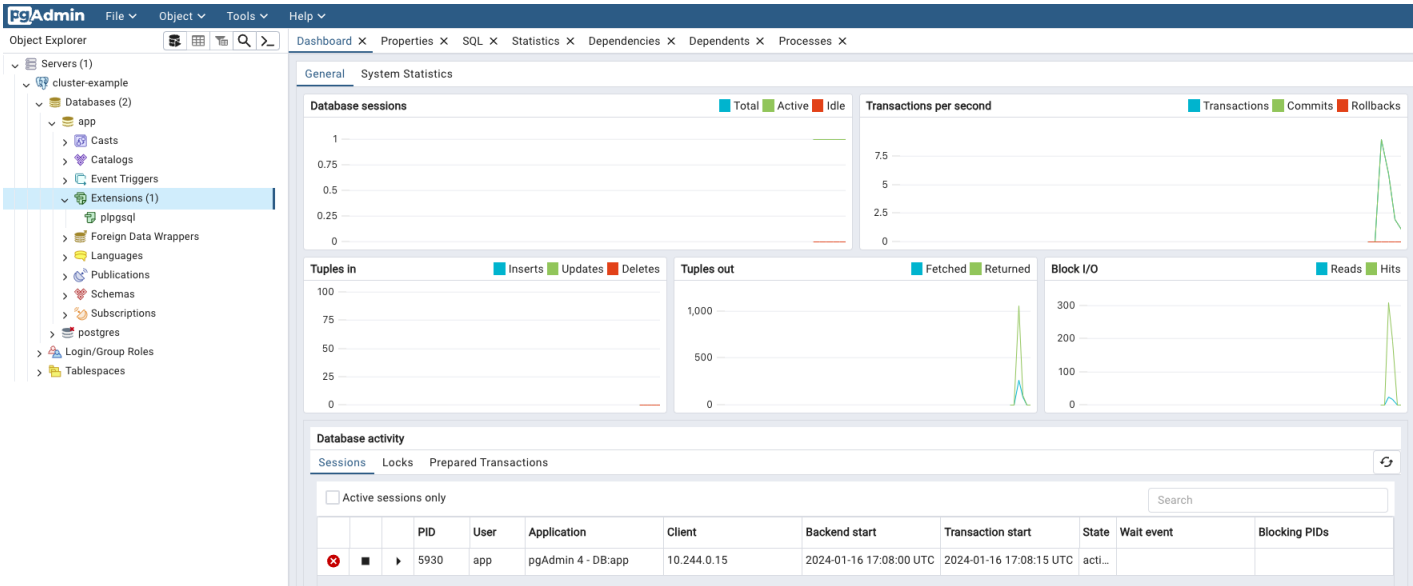 pgAdmin File Object Tools Help
Object Explorer
Dashboard Properties SQL Statistics Dependencies Dependents Processes
Servers (1)
cluster-example
Databases (2)
app
Casts
Catalogs
Event Triggers
Extensions (1)
plpgsql
Foreign Data Wrappers
Languages
Publications
Schemas
Subscriptions
postgres
Login/Group Roles
Tablespaces
General System Statistics
Database sessions Total Active Idle
1
0.75
0.5
0.25
0
Transactions per second Transactions Commits Rollbacks
7.5
5
2.5
0
Tuples in Inserts Updates Deletes
100
75
50
25
0
Tuples out Fetched Returned
1,000
500
0
Block I/O Reads Hits
300
200
100
0
Database activity
Sessions Locks Prepared Transactions
Active sessions only Search
PID User Application Client Backend start Transaction start State Wait event Blocking PIDs
5930 app pgAdmin 4 - DB:app 10.244.0.15 2024-01-16 17:08:00 UTC 2024-01-16 17:08:15 UTC acti...